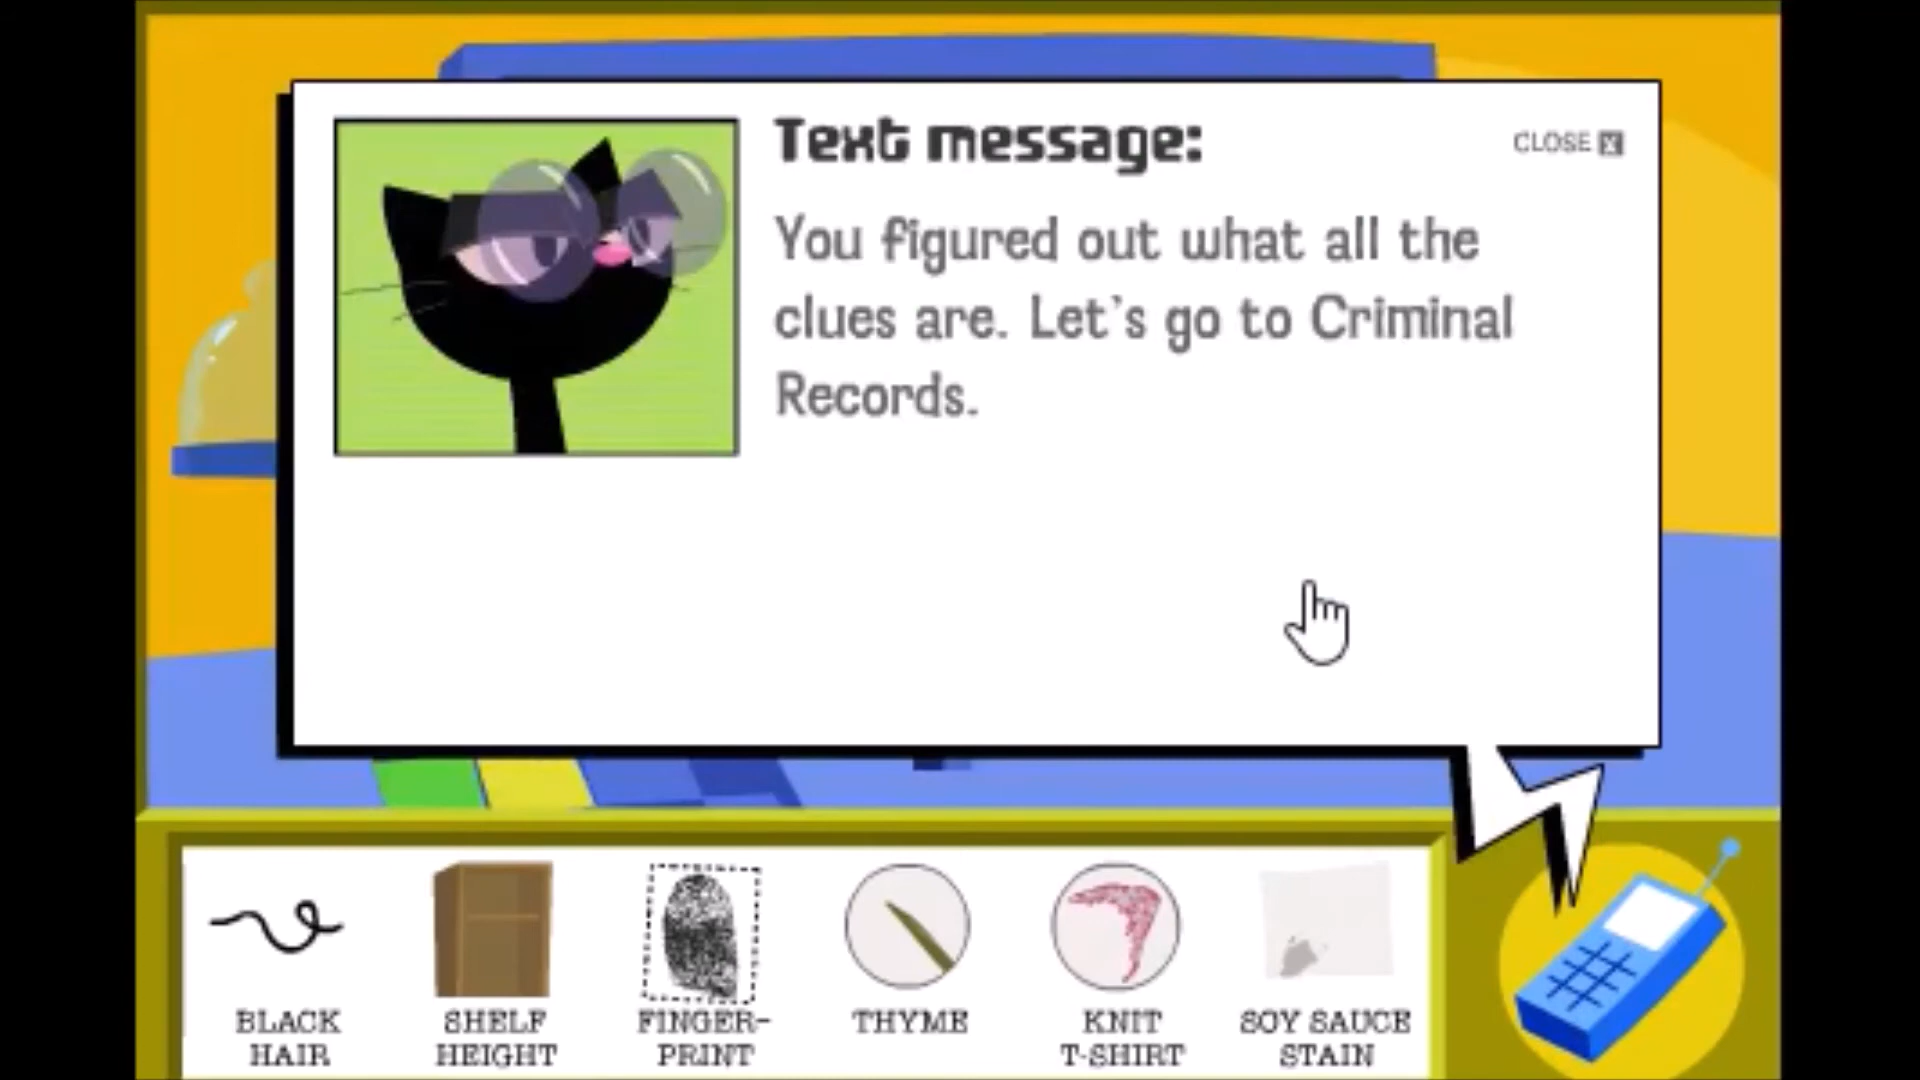 Text message:
CLOSE X
You figured out what all the
clues are. Let's go to Criminal
Records.
BLACK
HAIR
SHELF
HEIGHT
FINGER-
PRINT
THYME
KNIT
T-SHIRT
SOY SAUCE
STAIN